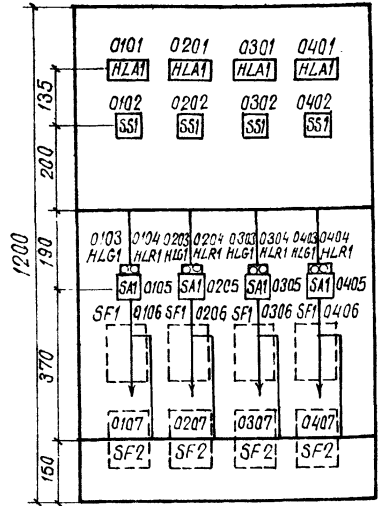 0101 0201 0301 0401
HLA1 HLA1 HLA1 HLA1
0102 0202 0302 0402
SS1 SS1 SS1 SS1
0103 0104 0203 0204 0303 0304 0403 0404
HLG1 HLR1 HLG1 HLR1 HLG1 HLR1 HLG1 HLR1
SA1 0105 SA1 0205 SA1 0305 SA1 0405
SF1 0106 SF1 0206 SF1 0306 SF1 0406
0107 0207 0307 0407
SF2 SF2 SF2 SF2
135
200
190
370
150
1200